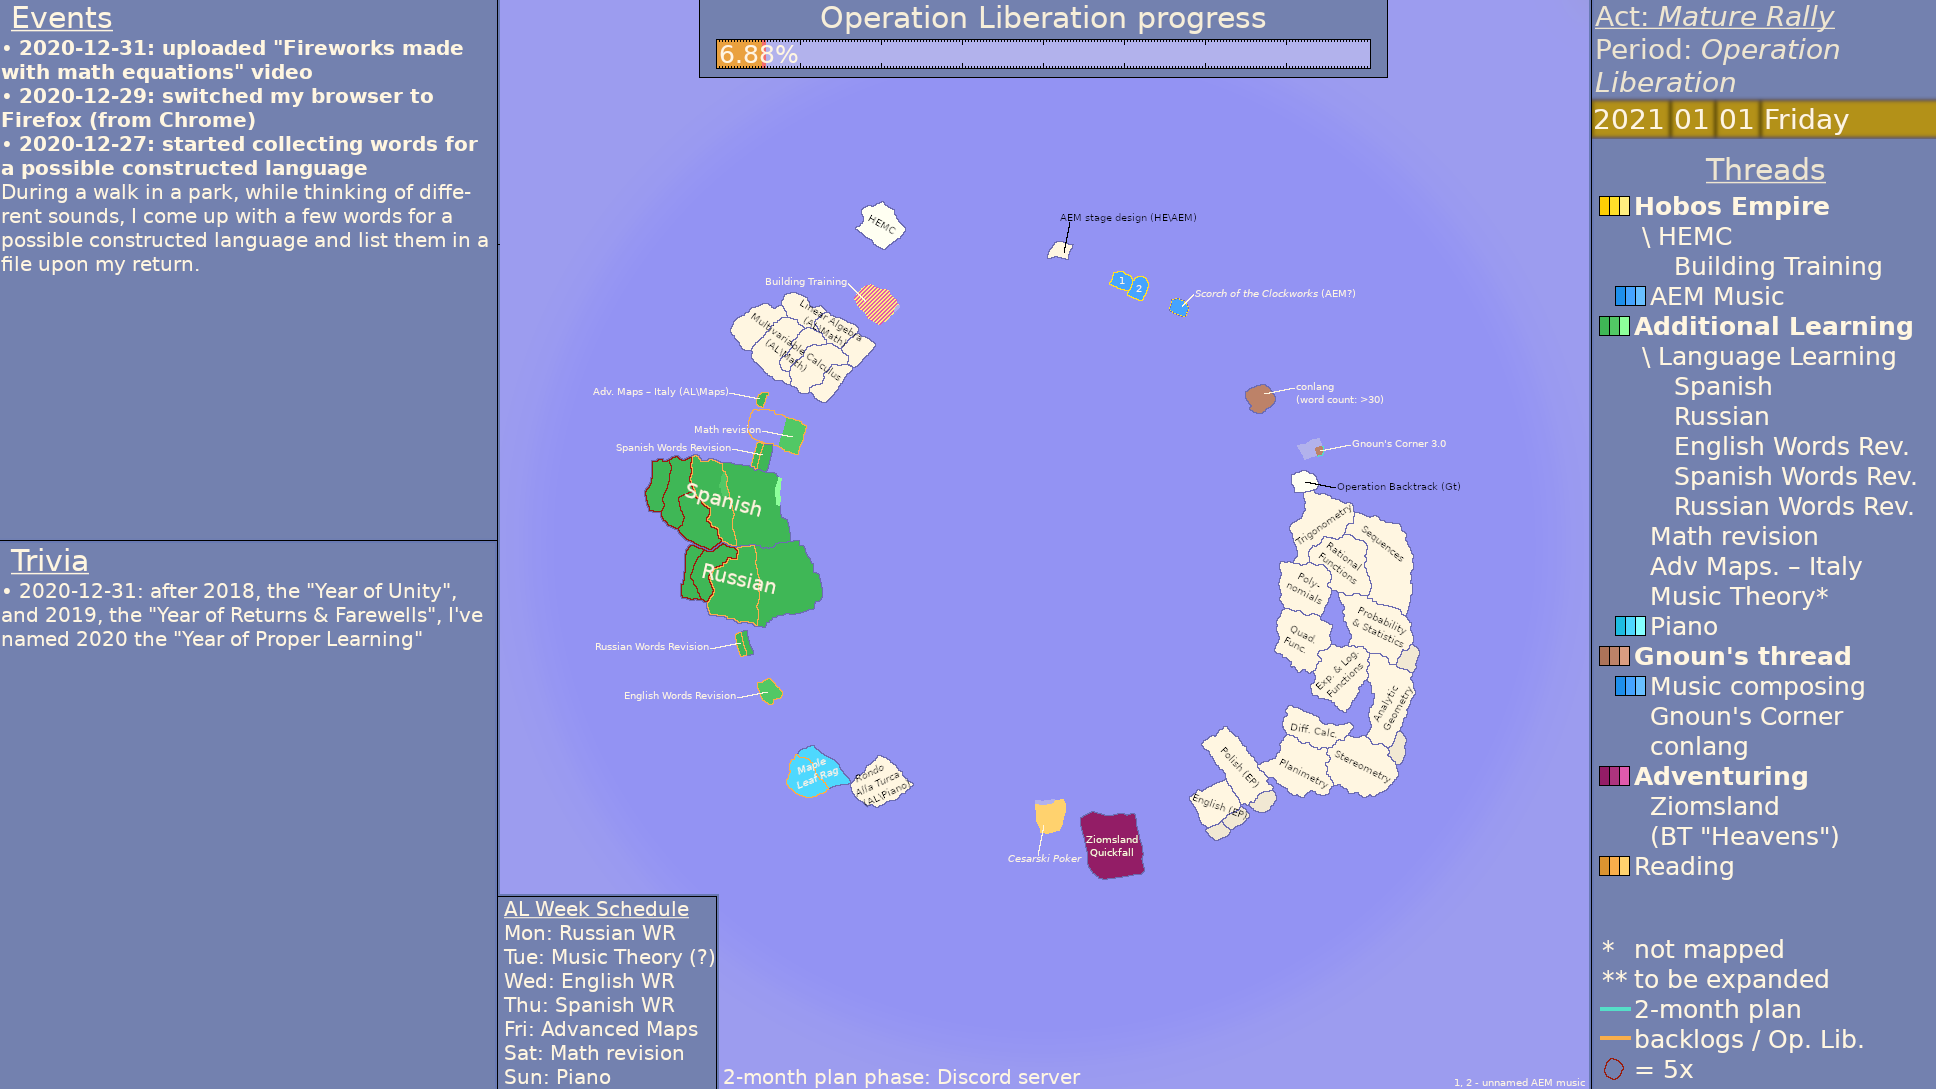 Events
• 2020-12-31: uploaded "Fireworks made
with math equations" video
• 2020-12-29: switched my browser to
Firefox (from Chrome)
• 2020-12-27: started collecting words for
a possible constructed language
During a walk in a park, while thinking of diffe-
rent sounds, I come up with a few words for a
possible constructed language and list them in a
file upon my return.
Trivia
• 2020-12-31: after 2018, the "Year of Unity",
and 2019, the "Year of Returns & Farewells", I've
named 2020 the "Year of Proper Learning"
Operation Liberation progress
6.88%
HEMC
AEM stage design (HE\AEM)
Building Training
1
2
Scorch of the Clockworks (AEM?)
Linear Algebra
(AL\Math)
Multivariable Calculus
(AL\Math)
Adv. Maps – Italy (AL\Maps)
conlang
(word count: >30)
Math revision
Spanish Words Revision
Gnoun's Corner 3.0
Spanish
Operation Backtrack (Gt)
Trigonometry
Sequences
Rational
Functions
Russian
Poly-
nomials
Probability
& Statistics
Quad.
Func.
Russian Words Revision
Exp. & Log.
Functions
English Words Revision
Analytic
Geometry
Diff. Calc.
Maple
Leaf Rag
Rondo
Alla Turca
(AL\Piano)
Polish (EP)
Planimetry
Stereometry
English (EP)
Cesarski Poker
Ziomsland
Quickfall
AL Week Schedule
Mon: Russian WR
Tue: Music Theory (?)
Wed: English WR
Thu: Spanish WR
Fri: Advanced Maps
Sat: Math revision
Sun: Piano
2-month plan phase: Discord server
1, 2 - unnamed AEM music
Act: Mature Rally
Period: Operation
Liberation
2021 01 01 Friday
Threads
Hobos Empire
\ HEMC
Building Training
AEM Music
Additional Learning
\ Language Learning
Spanish
Russian
English Words Rev.
Spanish Words Rev.
Russian Words Rev.
Math revision
Adv Maps. – Italy
Music Theory*
Piano
Gnoun's thread
Music composing
Gnoun's Corner
conlang
Adventuring
Ziomsland
(BT "Heavens")
Reading
* not mapped
** to be expanded
2-month plan
backlogs / Op. Lib.
= 5x